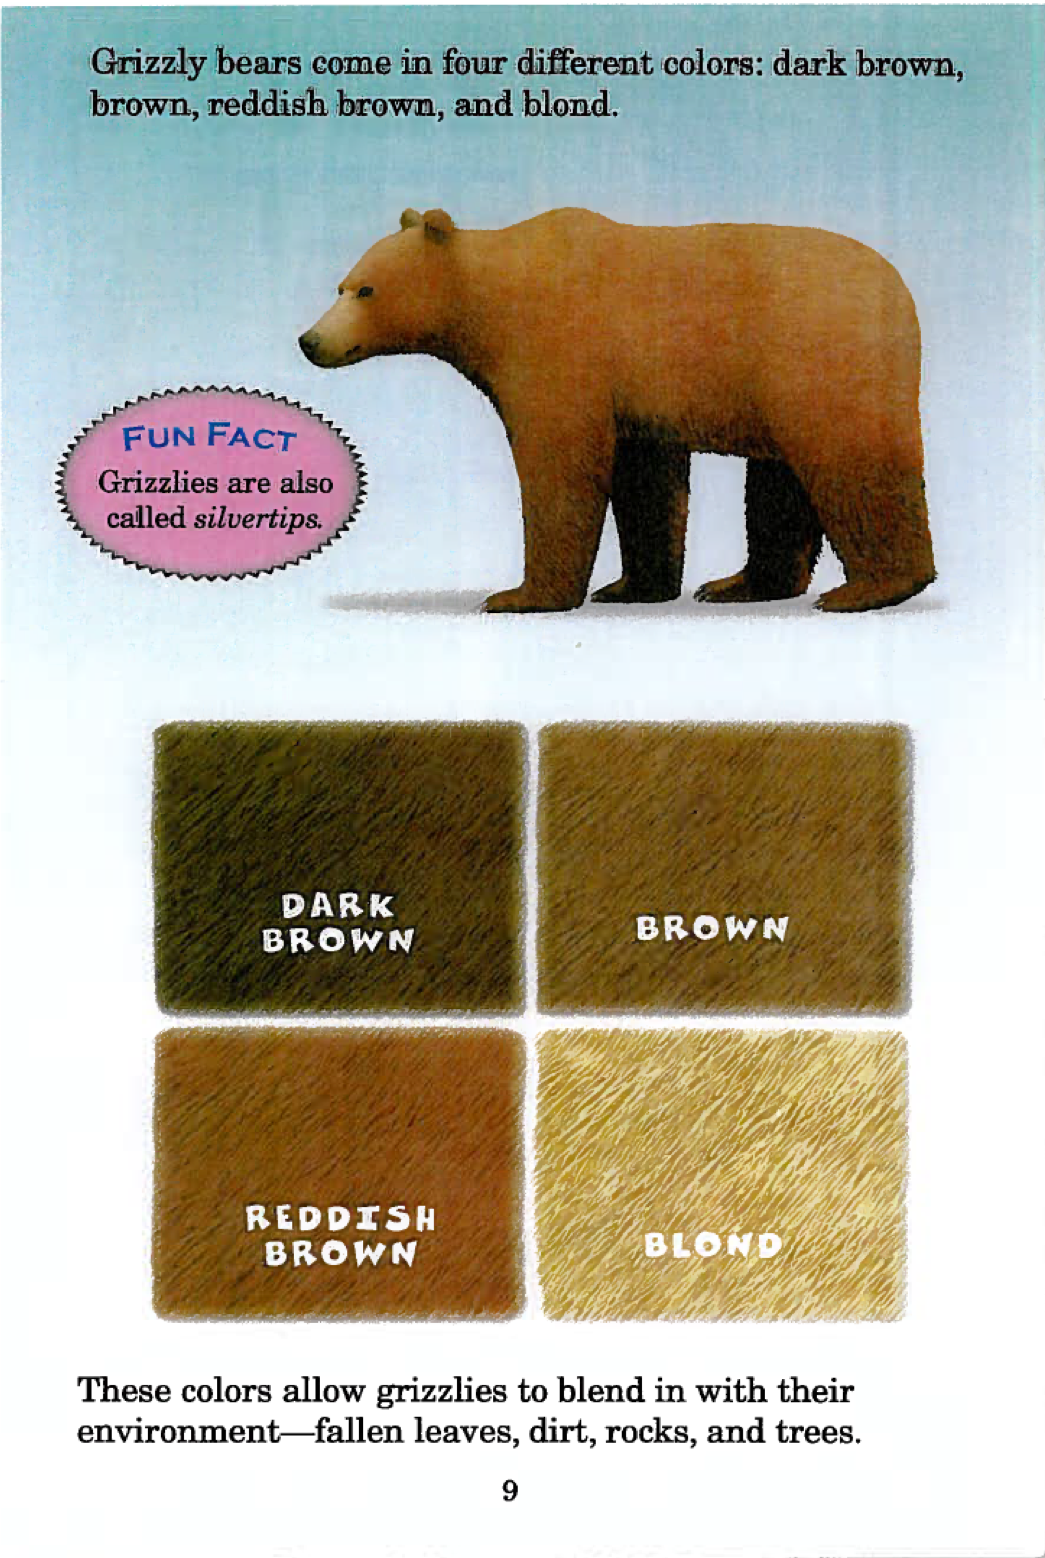 Grizzly bears come in four different colors: dark brown,
brown, reddish brown, and blond.
FUN FACT
Grizzlies are also
called silvertips.
DARK
BROWN
BROWN
REDDISH
BROWN
BLOND
These colors allow grizzlies to blend in with their
environment—fallen leaves, dirt, rocks, and trees.
9